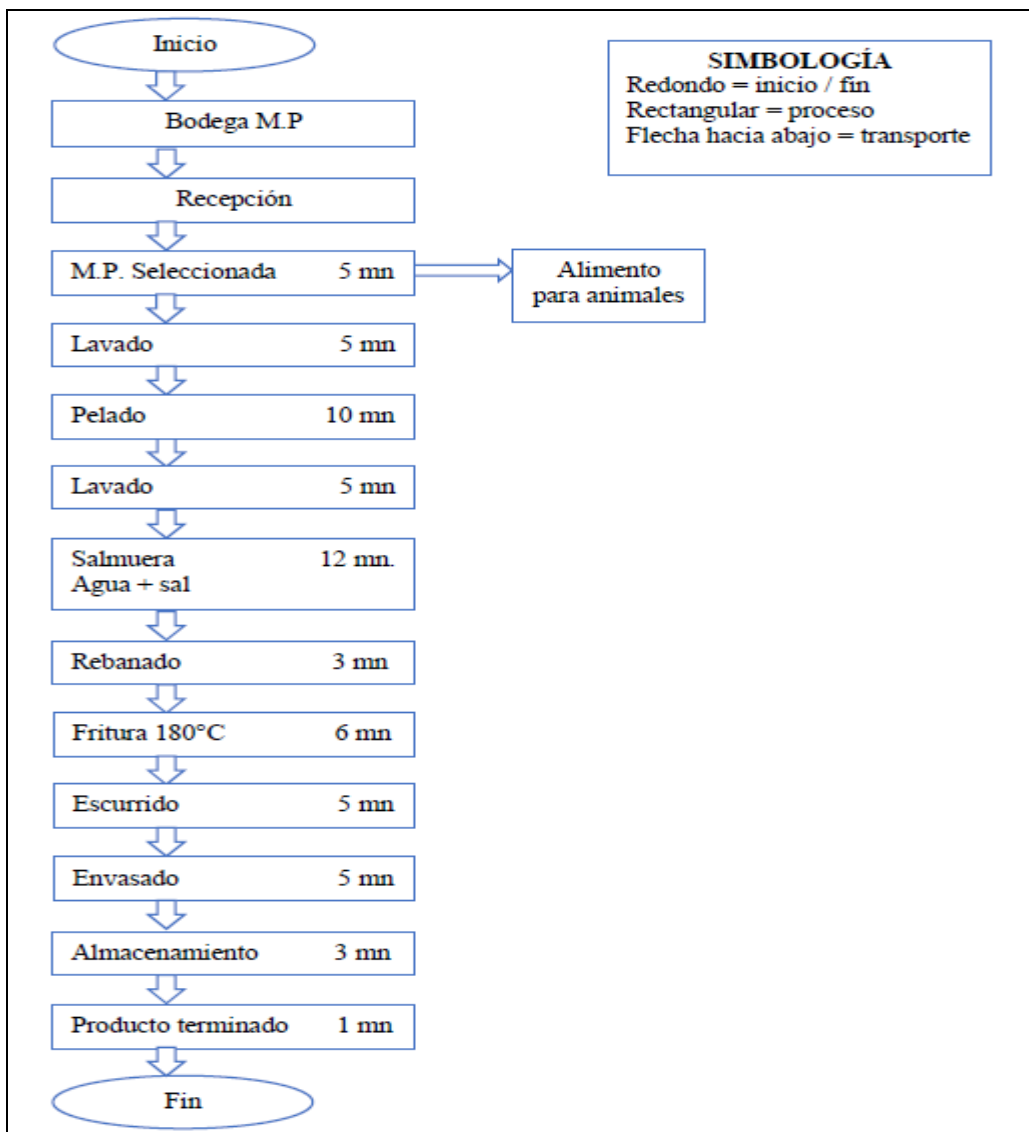 Inicio
SIMBOLOGÍA
Redondo = inicio / fin
Rectangular = proceso
Flecha hacia abajo = transporte
Bodega M.P
Recepción
M.P. Seleccionada 5 mn
Alimento
para animales
Lavado 5 mn
Pelado 10 mn
Lavado 5 mn
Salmuera 12 mn.
Agua + sal
Rebanado 3 mn
Fritura 180°C 6 mn
Escurrido 5 mn
Envasado 5 mn
Almacenamiento 3 mn
Producto terminado 1 mn
Fin